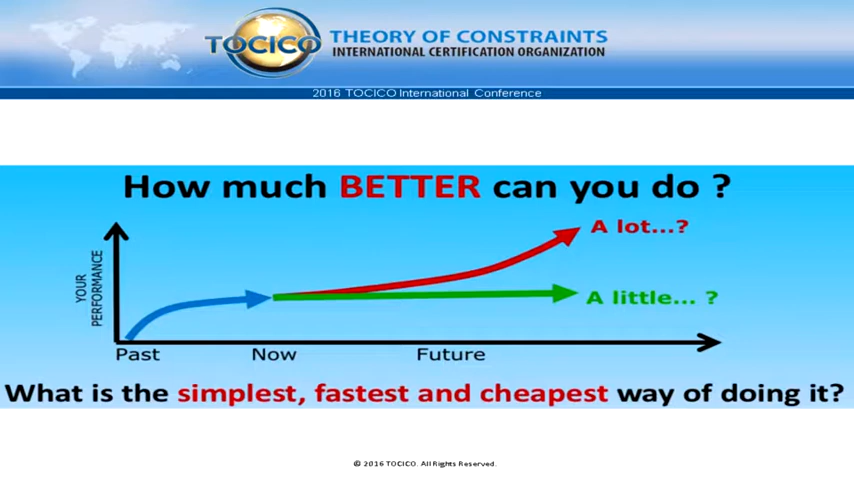 TOCICO
THEORY OF CONSTRAINTS
INTERNATIONAL CERTIFICATION ORGANIZATION
2016 TOCICO International Conference
How much BETTER can you do ?
A lot...?
YOUR
PERFORMANCE
A little... ?
Past Now Future
What is the simplest, fastest and cheapest way of doing it?
© 2016 TOCICO. All Rights Reserved.